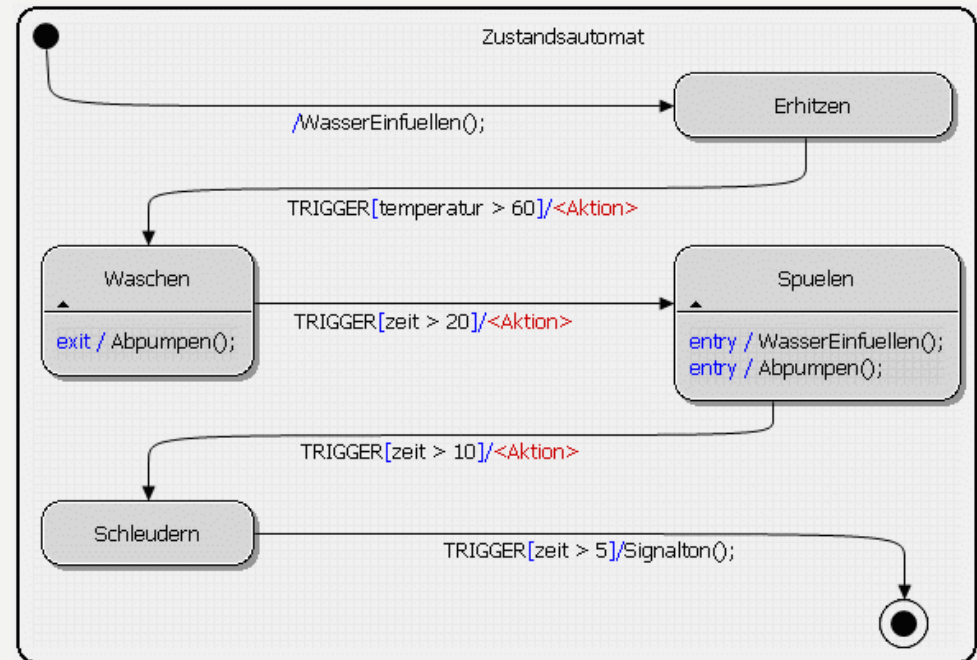 Zustandsautomat
/WasserEinfuellen();
Erhitzen
TRIGGER[temperatur > 60]/<Aktion>
Waschen
exit / Abpumpen();
TRIGGER[zeit > 20]/<Aktion>
Spuelen
entry / WasserEinfuellen();
entry / Abpumpen();
TRIGGER[zeit > 10]/<Aktion>
Schleudern
TRIGGER[zeit > 5]/Signalton();